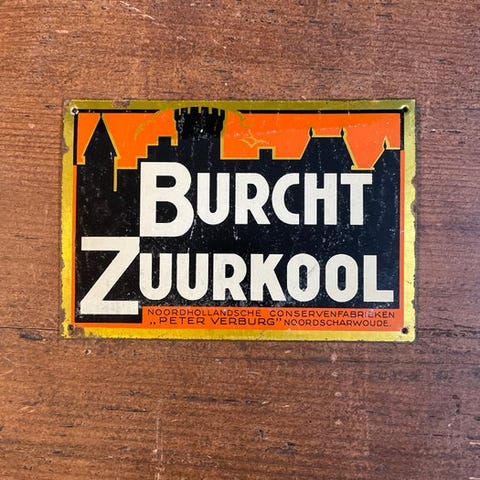 BURCHT
ZUURKOOL
NOORDHOLLANDSCHE CONSERVENFABRIEKEN
„PETER VERBURG" NOORDSCHARWOUDE.